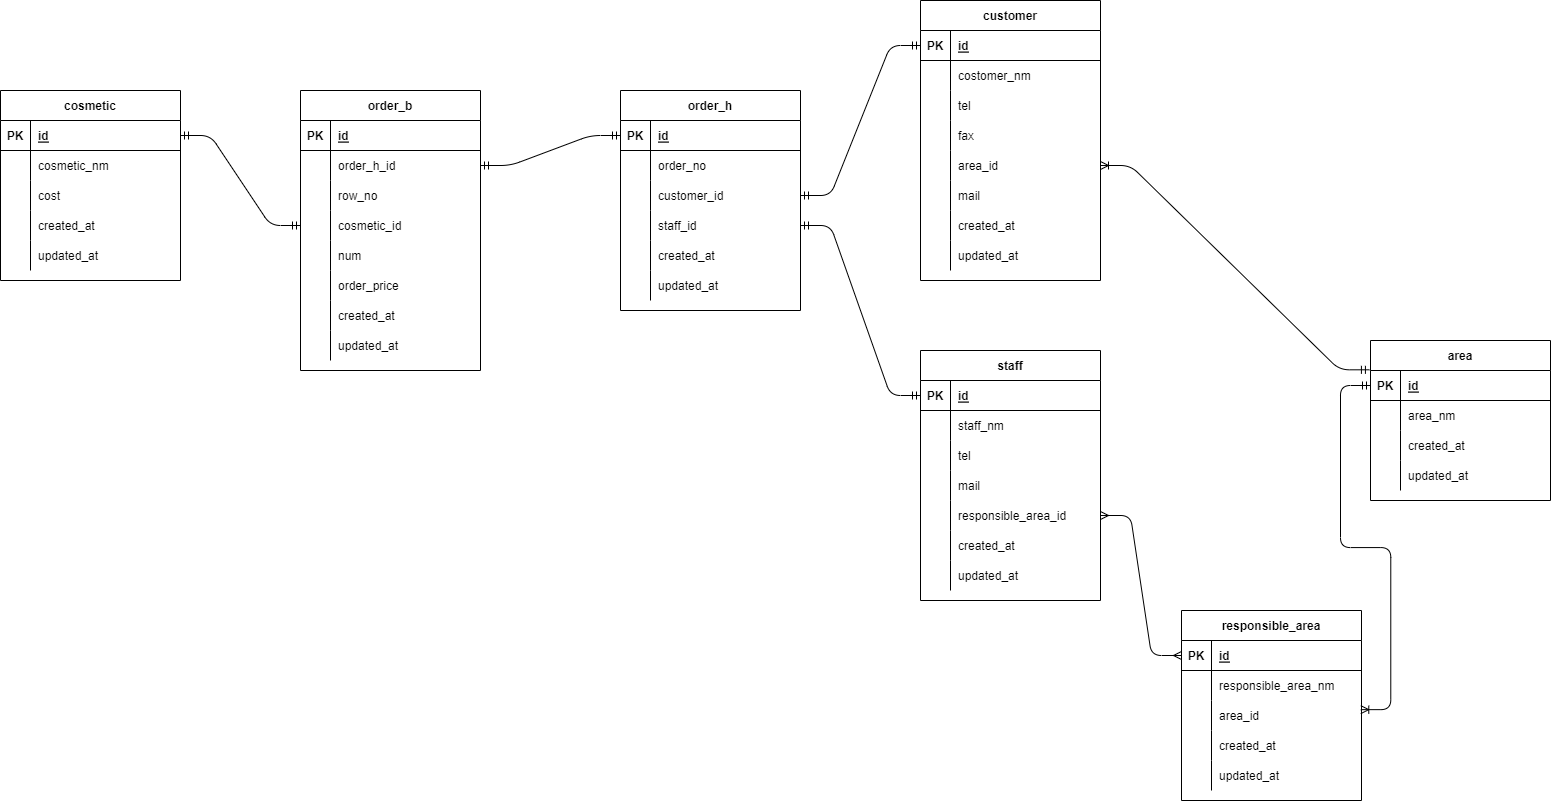 cosmetic
PK id
cosmetic_nm
cost
created_at
updated_at
order_b
PK id
order_h_id
row_no
cosmetic_id
num
order_price
created_at
updated_at
order_h
PK id
order_no
customer_id
staff_id
created_at
updated_at
customer
PK id
costomer_nm
tel
fax
area_id
mail
created_at
updated_at
staff
PK id
staff_nm
tel
mail
responsible_area_id
created_at
updated_at
area
PK id
area_nm
created_at
updated_at
responsible_area
PK id
responsible_area_nm
area_id
created_at
updated_at